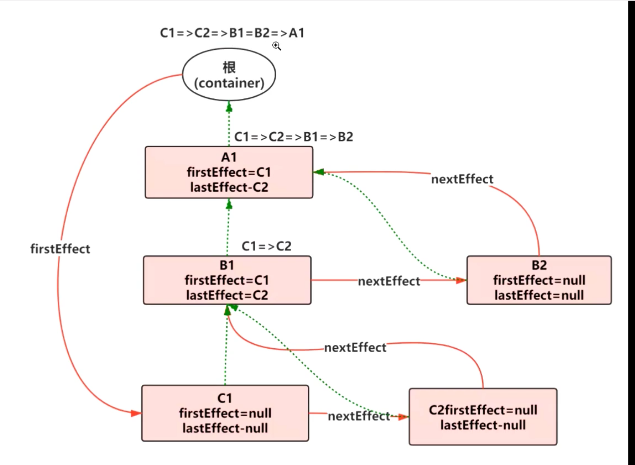 C1=>C2=>B1=B2=>A1
根
(container)
C1=>C2=>B1=>B2
A1
firstEffect=C1
lastEffect-C2
nextEffect
firstEffect
C1=>C2
B1
firstEffect=C1
lastEffect=C2
nextEffect
B2
firstEffect=null
lastEffect=null
nextEffect
C1
firstEffect=null
lastEffect-null
nextEffect
C2firstEffect=null
lastEffect-null